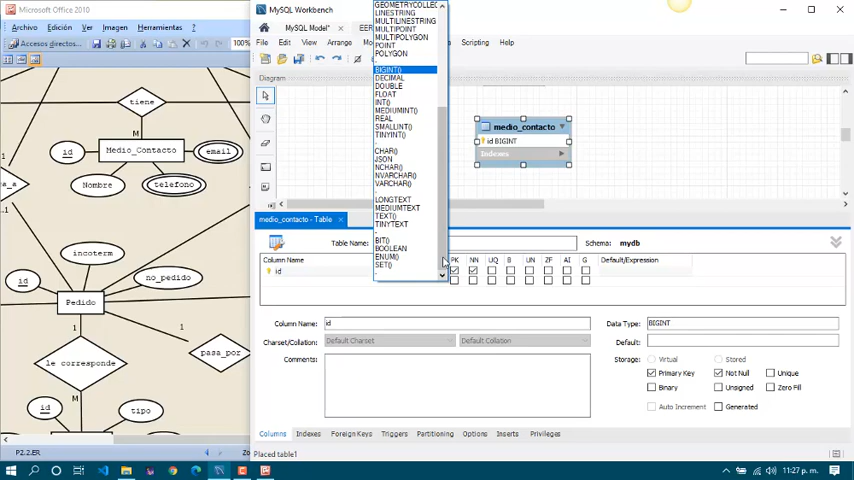 Microsoft Office 2010
Archivo
Edición
Ver
Imagen
Herramientas
Accesos directos...
100%
tiene
M
Medio_Contacto
id
email
Nombre
telefono
1
incoterm
no_pedido
Pedido
1
1
le corresponde
pasa_por
M
id
tipo
P2.2.ER
MySQL Workbench
MySQL Model*
File
Edit
View
Arrange
Scripting
Help
Diagram
medio_contacto
id BIGINT
Indexes
LINESTRING
MULTILINESTRING
MULTIPOINT
MULTIPOLYGON
POINT
POLYGON
BIGINT()
DECIMAL
DOUBLE
FLOAT
INT()
MEDIUMINT()
REAL
SMALLINT()
TINYINT()
CHAR()
JSON
NCHAR()
NVARCHAR()
VARCHAR()
LONGTEXT
MEDIUMTEXT
TEXT()
TINYTEXT
BIT()
BOOLEAN
ENUM()
SET()
medio_contacto - Table
Table Name:
Schema: mydb
Column Name
PK NN UQ B UN ZF AI G Default/Expression
id
Column Name: id
Data Type: BIGINT
Charset/Collation: Default Charset Default Collation
Default:
Comments:
Storage: Virtual Stored
Primary Key Not Null Unique
Binary Unsigned Zero Fill
Auto Increment Generated
Columns Indexes Foreign Keys Triggers Partitioning Options Inserts Privileges
Placed table1
11:27 p. m.